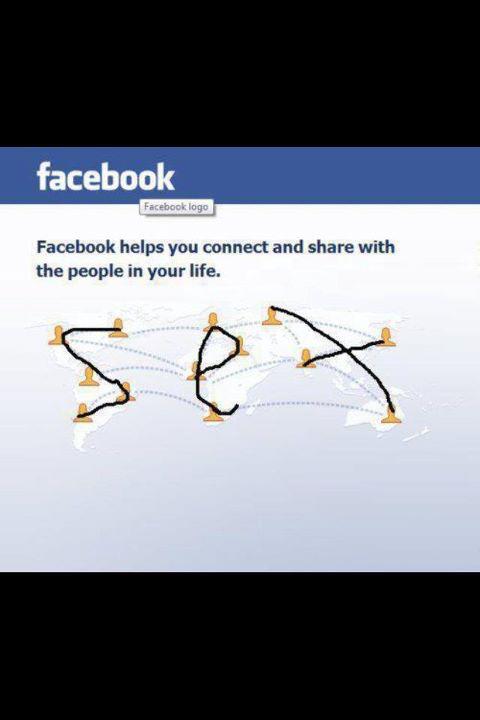 facebook
Facebook logo
Facebook helps you connect and share with
the people in your life.
sex